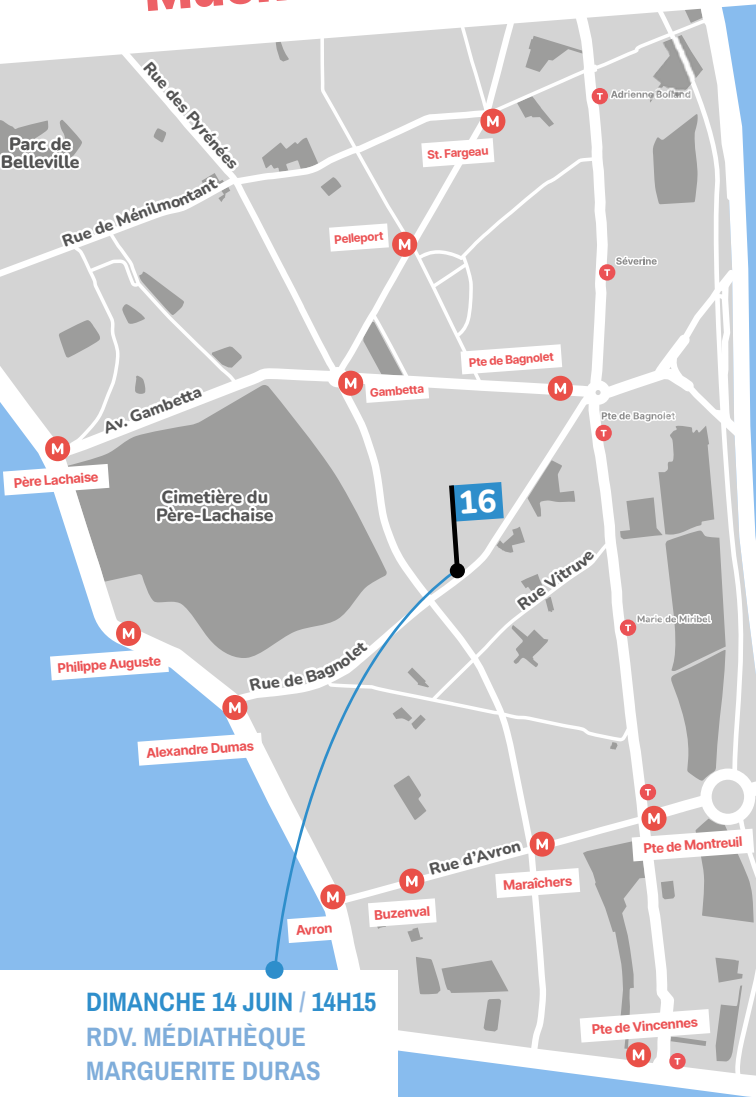 Rue des Pyrénées
M
T
Adrienne Bolland
Parc de
Belleville
St. Fargeau
Rue de Ménilmontant
Pelleport
M
Séverine
T
Pte de Bagnolet
M
M
Gambetta
Av. Gambetta
Pte de Bagnolet
T
M
Père Lachaise
Cimetière du
Père-Lachaise
16
Rue Vitruve
M
Philippe Auguste
T
Marie de Miribel
Rue de Bagnolet
M
Alexandre Dumas
T
M
Pte de Montreuil
Rue d'Avron
M
Maraîchers
M
Buzenval
M
Avron
DIMANCHE 14 JUIN / 14H15
RDV. MÉDIATHÈQUE
MARGUERITE DURAS
Pte de Vincennes
M
T